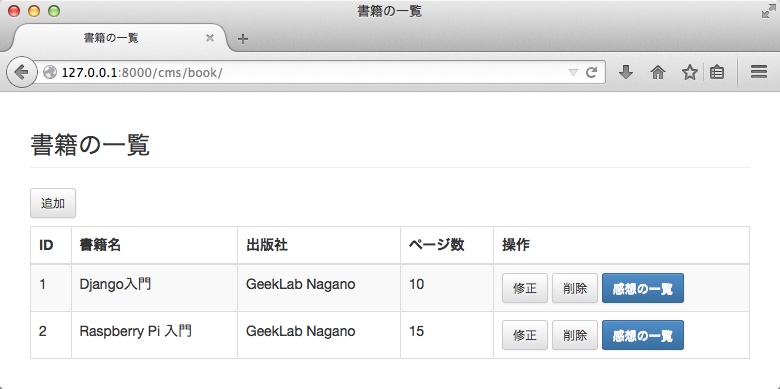 書籍の一覧
書籍の一覧
127.0.0.1:8000/cms/book/
書籍の一覧
追加
ID 書籍名 出版社 ページ数 操作
1 Django入門 GeekLab Nagano 10 修正 削除 感想の一覧
2 Raspberry Pi 入門 GeekLab Nagano 15 修正 削除 感想の一覧